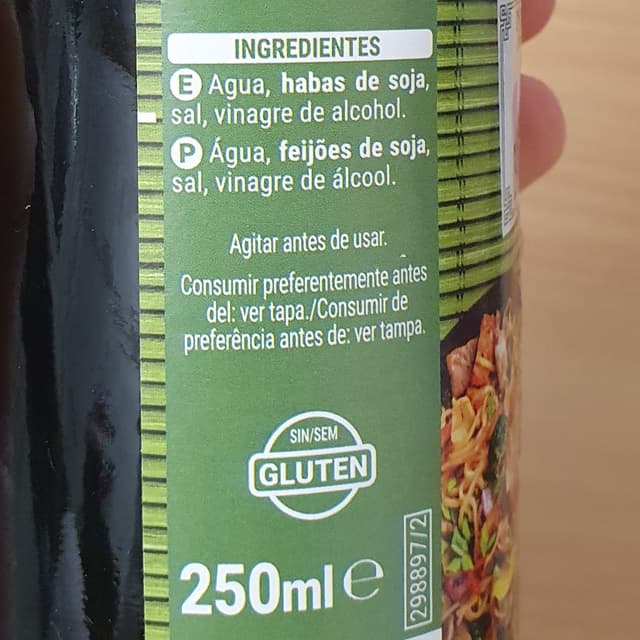 INGREDIENTES
E Agua, habas de soja,
sal, vinagre de alcohol.
P Água, feijões de soja,
sal, vinagre de álcool.
Agitar antes de usar.
Consumir preferentemente antes
del: ver tapa./Consumir de
preferência antes de: ver tampa.
SIN/SEM
GLUTEN
250ml e
298897/2